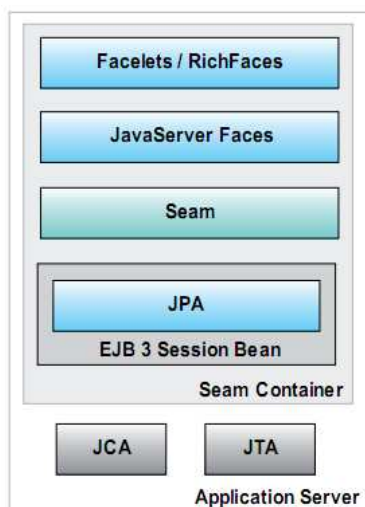 Facelets / RichFaces
JavaServer Faces
Seam
JPA
EJB 3 Session Bean
Seam Container
JCA JTA
Application Server